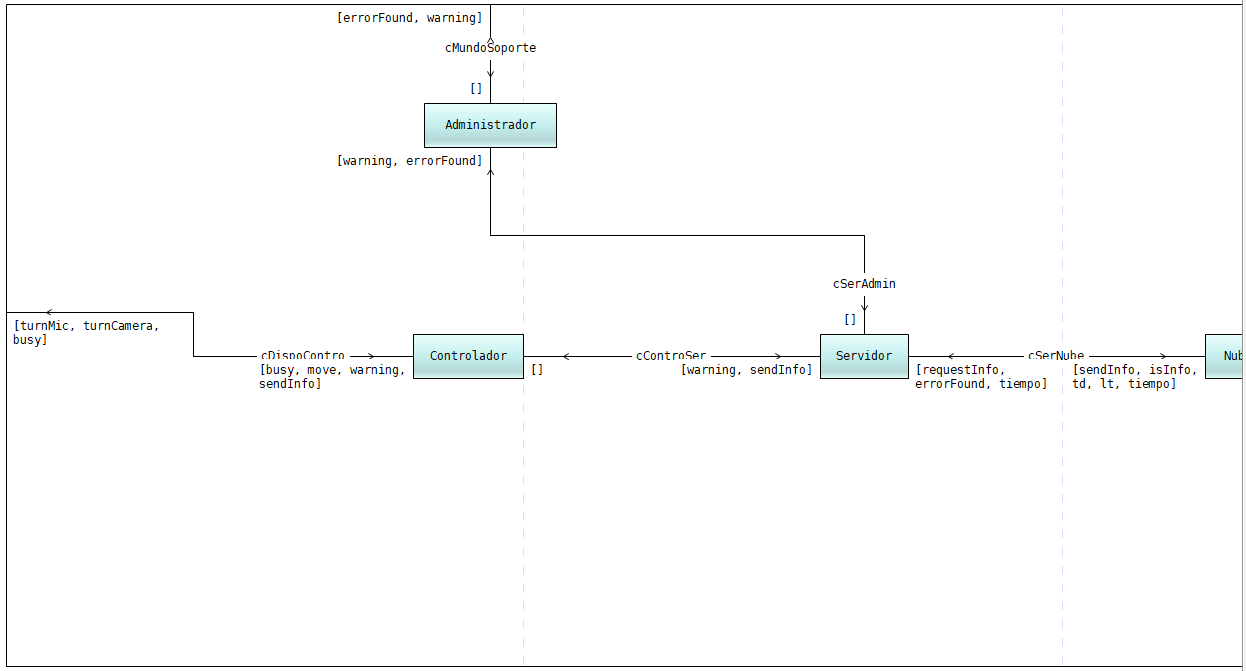 [errorFound, warning]
cMundoSoporte
[]
Administrador
[warning, errorFound]
cSerAdmin
[]
[turnMic, turnCamera,
busy]
cDispoContro
[busy, move, warning,
sendInfo]
Controlador
[]
cControSer
[warning, sendInfo]
Servidor
[requestInfo,
errorFound, tiempo]
cSerNube
[sendInfo, isInfo,
td, lt, tiempo]
Nub